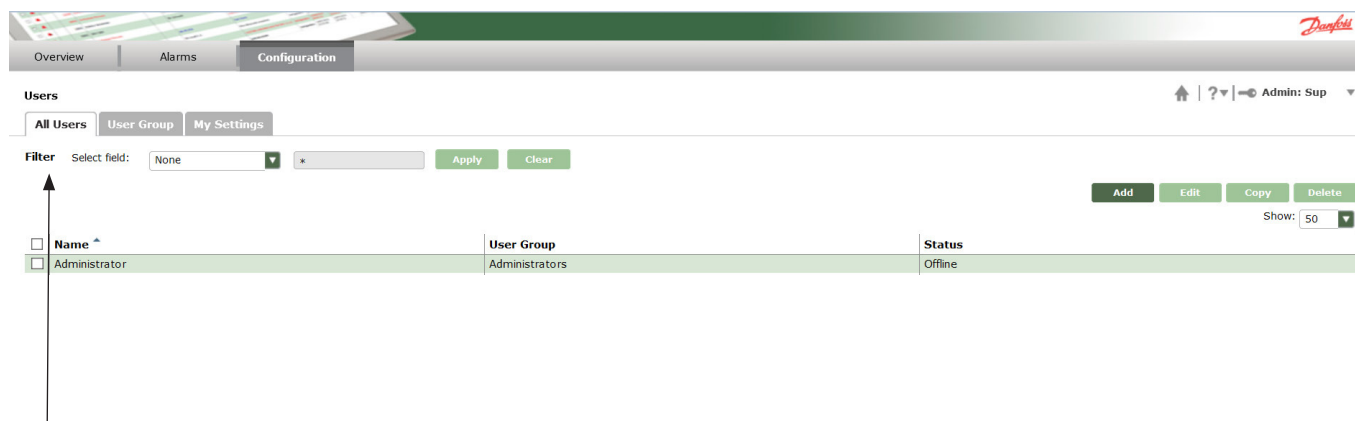 Danfoss
Overview Alarms Configuration
Users ? Admin: Sup
All Users User Group My Settings
Filter Select field: None * Apply Clear
Add Edit Copy Delete
Show: 50
Name User Group Status
Administrator Administrators Offline